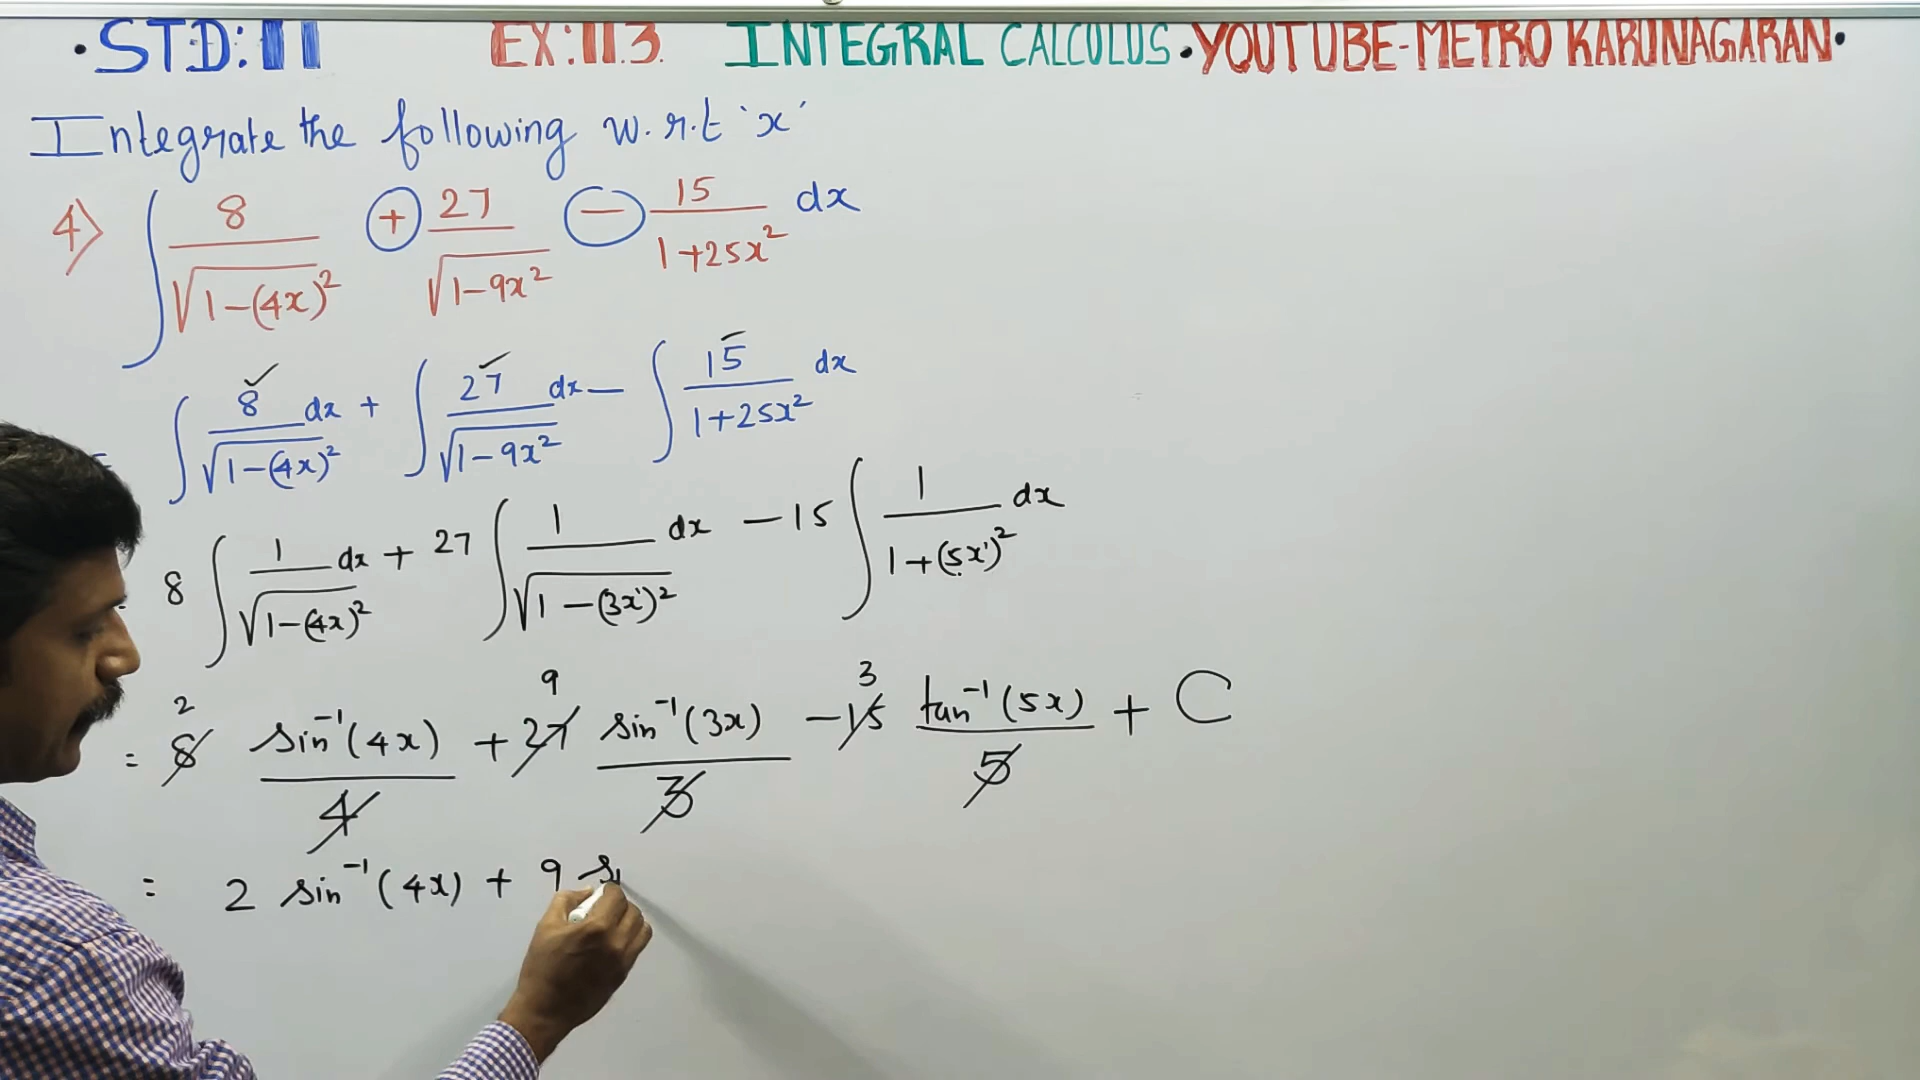 • STD: 11 EX: 11.3. INTEGRAL CALCULUS • YOUTUBE-METRO KARUNAGARAN •
Integrate the following w.r.t 'x'
4) ∫ 8/√(1-(4x)²) + 27/√(1-9x²) - 15/(1+25x²) dx
= ∫ 8/√(1-(4x)²) dx + ∫ 27/√(1-9x²) dx - ∫ 15/(1+25x²) dx
8 ∫ 1/√(1-(4x)²) dx + 27 ∫ 1/√(1-(3x)²) dx - 15 ∫ 1/(1+(5x)²) dx
2 9 3
= 8 sin⁻¹(4x)/4 + 27 sin⁻¹(3x)/3 - 15 tan⁻¹(5x)/5 + C
= 2 sin⁻¹(4x) + 9